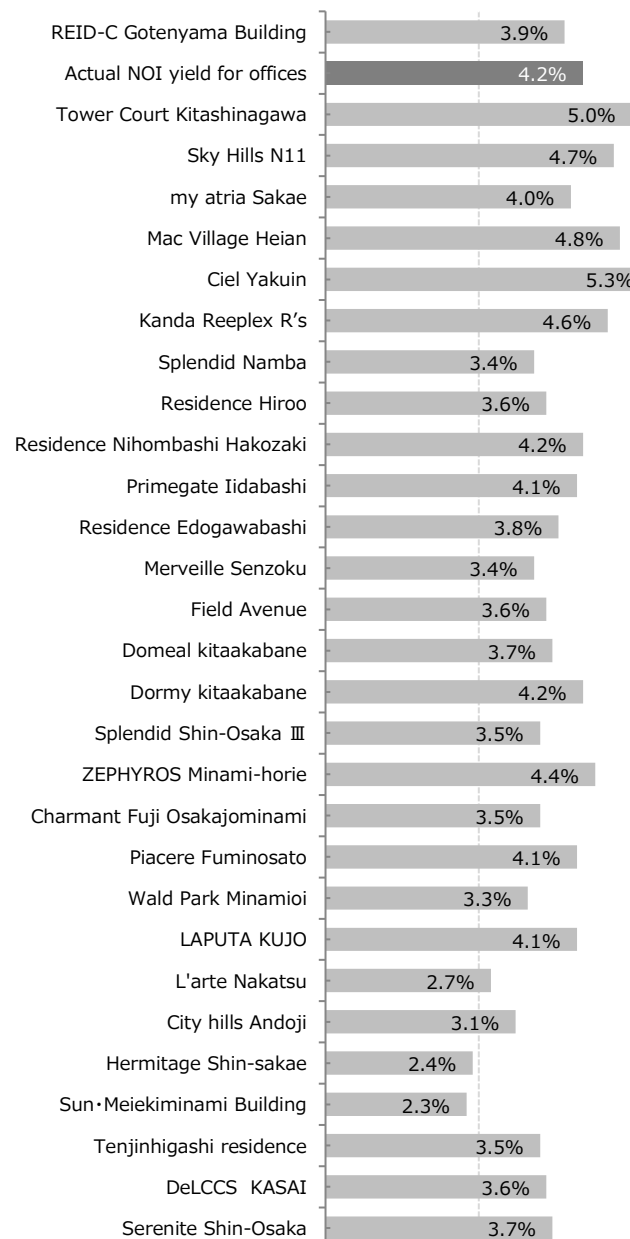 REID-C Gotenyama Building 3.9%
Actual NOI yield for offices 4.2%
Tower Court Kitashinagawa 5.0%
Sky Hills N11 4.7%
my atria Sakae 4.0%
Mac Village Heian 4.8%
Ciel Yakuin 5.3%
Kanda Reeplex R’s 4.6%
Splendid Namba 3.4%
Residence Hiroo 3.6%
Residence Nihombashi Hakozaki 4.2%
Primegate Iidabashi 4.1%
Residence Edogawabashi 3.8%
Merveille Senzoku 3.4%
Field Avenue 3.6%
Domeal kitaakabane 3.7%
Dormy kitaakabane 4.2%
Splendid Shin-Osaka Ⅲ 3.5%
ZEPHYROS Minami-horie 4.4%
Charmant Fuji Osakajominami 3.5%
Piacere Fuminosato 4.1%
Wald Park Minamioi 3.3%
LAPUTA KUJO 4.1%
L'arte Nakatsu 2.7%
City hills Andoji 3.1%
Hermitage Shin-sakae 2.4%
Sun・Meiekiminami Building 2.3%
Tenjinhigashi residence 3.5%
DeLCCS KASAI 3.6%
Serenite Shin-Osaka 3.7%